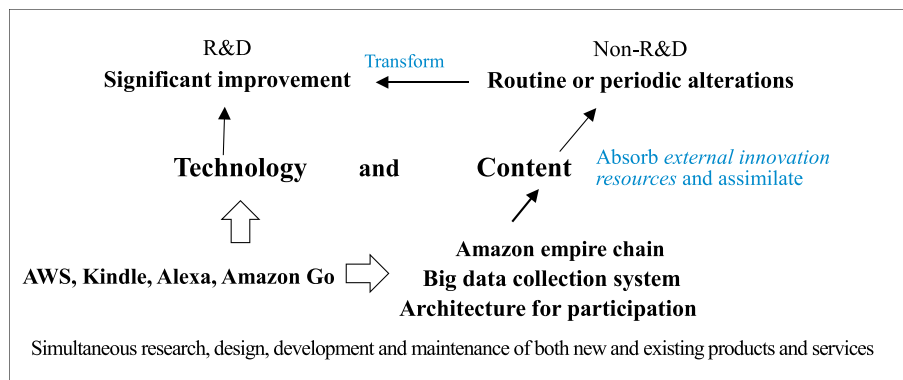 R&D
Non-R&D
Significant improvement
Transform
Routine or periodic alterations
Technology and Content
Absorb external innovation
resources and assimilate
AWS, Kindle, Alexa, Amazon Go
Amazon empire chain
Big data collection system
Architecture for participation
Simultaneous research, design, development and maintenance of both new and existing products and services